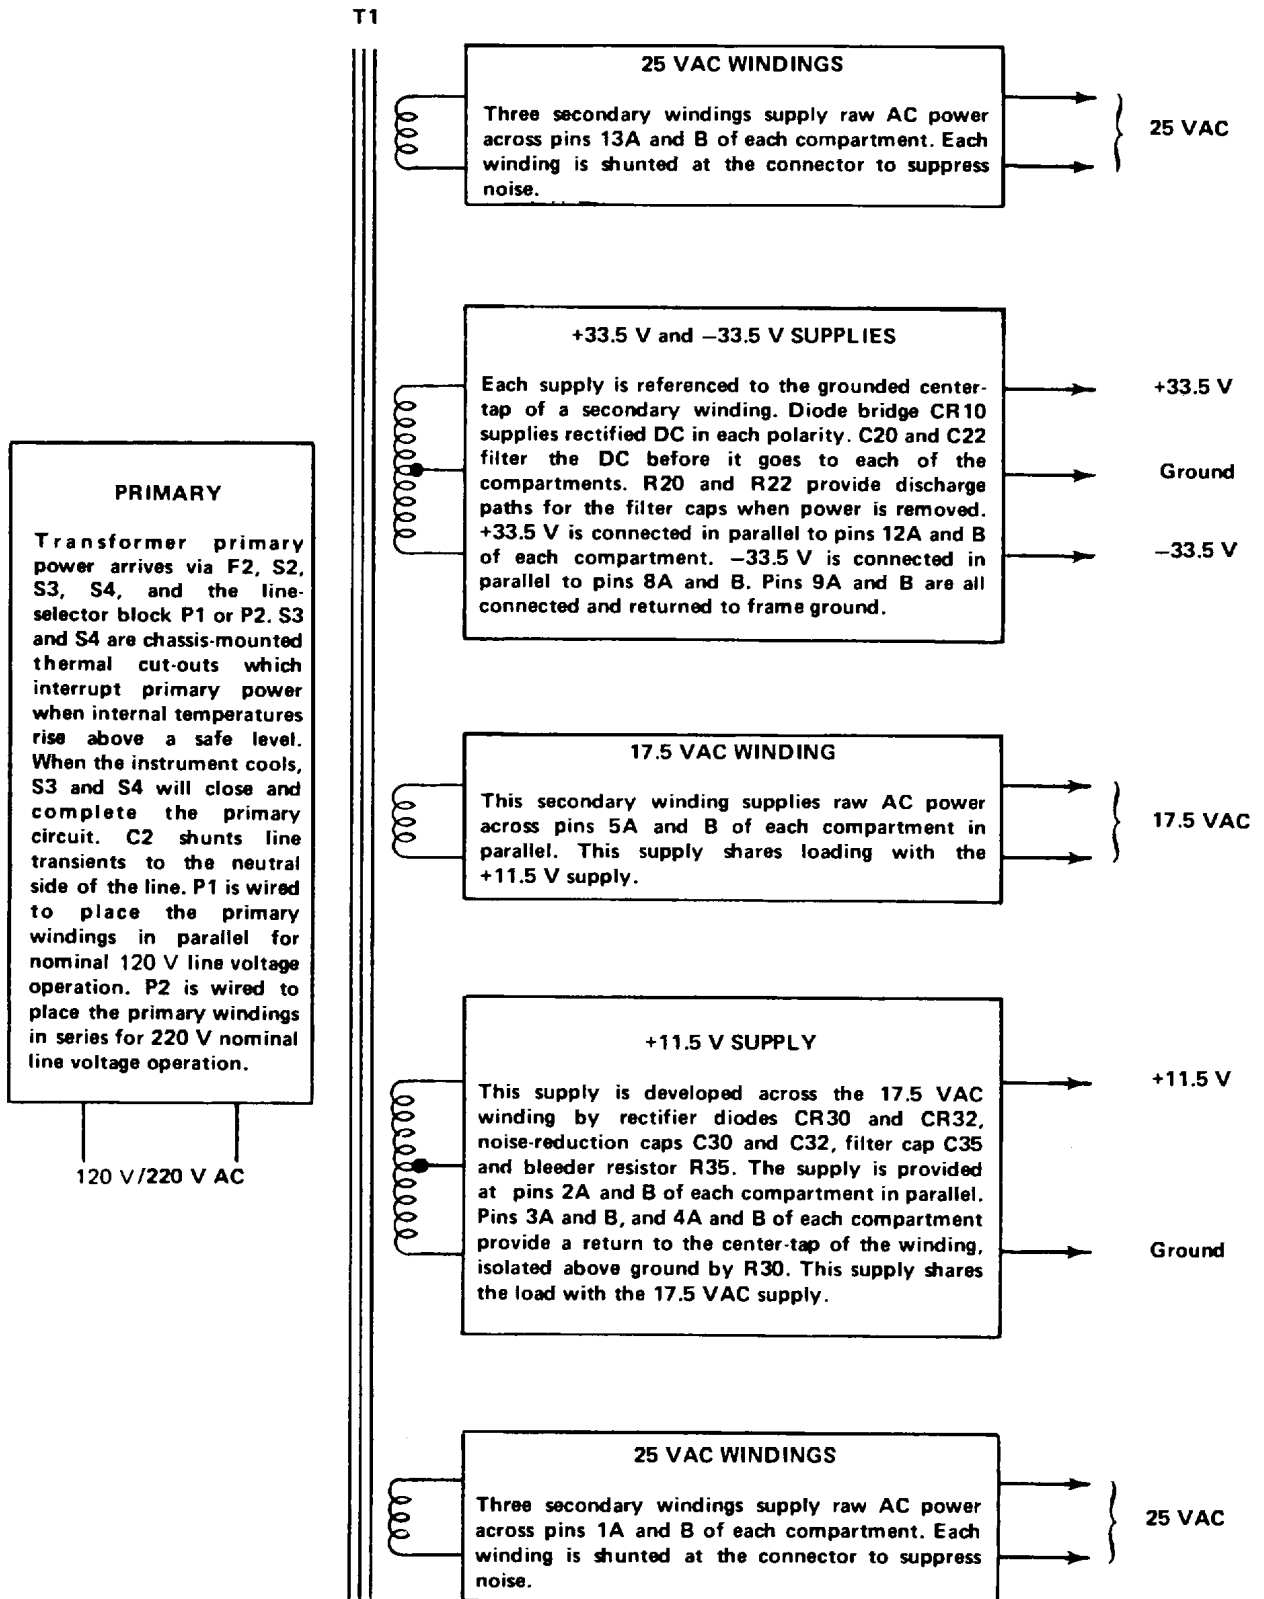 T1
25 VAC WINDINGS
Three secondary windings supply raw AC power
across pins 13A and B of each compartment. Each
winding is shunted at the connector to suppress
noise.
25 VAC
+33.5 V and —33.5 V SUPPLIES
Each supply is referenced to the grounded center-
tap of a secondary winding. Diode bridge CR10
supplies rectified DC in each polarity. C20 and C22
filter the DC before it goes to each of the
compartments. R20 and R22 provide discharge
paths for the filter caps when power is removed.
+33.5 V is connected in parallel to pins 12A and B
of each compartment. —33.5 V is connected in
parallel to pins 8A and B. Pins 9A and B are all
connected and returned to frame ground.
+33.5 V
Ground
—33.5 V
PRIMARY
Transformer primary
power arrives via F2, S2,
S3, S4, and the line-
selector block P1 or P2. S3
and S4 are chassis-mounted
thermal cut-outs which
interrupt primary power
when internal temperatures
rise above a safe level.
When the instrument cools,
S3 and S4 will close and
complete the primary
circuit. C2 shunts line
transients to the neutral
side of the line. P1 is wired
to place the primary
windings in parallel for
nominal 120 V line voltage
operation. P2 is wired to
place the primary windings
in series for 220 V nominal
line voltage operation.
120 V/220 V AC
17.5 VAC WINDING
This secondary winding supplies raw AC power
across pins 5A and B of each compartment in
parallel. This supply shares loading with the
+11.5 V supply.
17.5 VAC
+11.5 V SUPPLY
This supply is developed across the 17.5 VAC
winding by rectifier diodes CR30 and CR32,
noise-reduction caps C30 and C32, filter cap C35
and bleeder resistor R35. The supply is provided
at pins 2A and B of each compartment in parallel.
Pins 3A and B, and 4A and B of each compartment
provide a return to the center-tap of the winding,
isolated above ground by R30. This supply shares
the load with the 17.5 VAC supply.
+11.5 V
Ground
25 VAC WINDINGS
Three secondary windings supply raw AC power
across pins 1A and B of each compartment. Each
winding is shunted at the connector to suppress
noise.
25 VAC